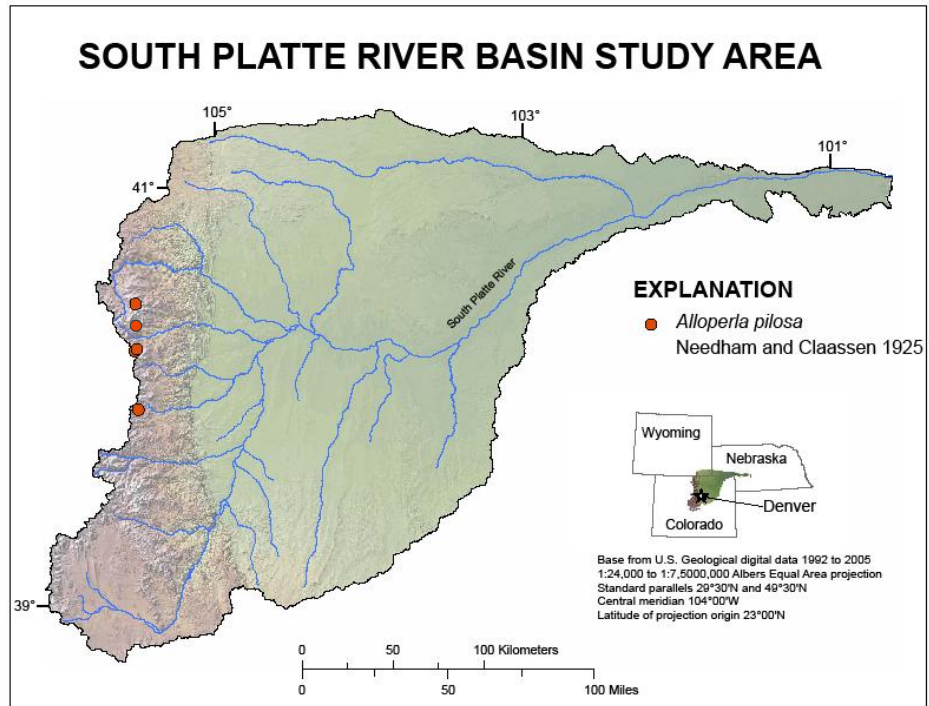 SOUTH PLATTE RIVER BASIN STUDY AREA
105°
103°
101°
41°
South Platte River
EXPLANATION
Alloperla pilosa
Needham and Claassen 1925
Wyoming
Nebraska
Denver
Colorado
Base from U.S. Geological digital data 1992 to 2005
1:24,000 to 1:7,5000,000 Albers Equal Area projection
Standard parallels 29°30'N and 49°30'N
Central meridian 104°00'W
Latitude of projection origin 23°00'N
39°
0 50 100 Kilometers
0 50 100 Miles